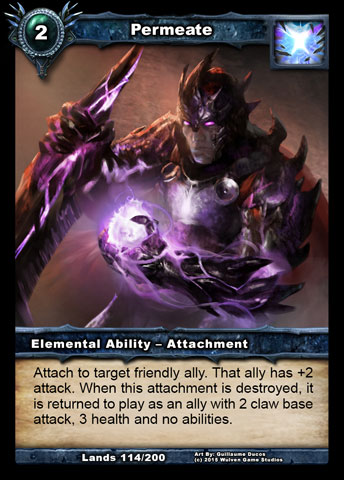 2
Permeate
Elemental Ability – Attachment
Attach to target friendly ally. That ally has +2
attack. When this attachment is destroyed, it
is returned to play as an ally with 2 claw base
attack, 3 health and no abilities.
Lands 114/200
Art By: Guillaume Ducos
(c) 2015 Wulven Game Studios